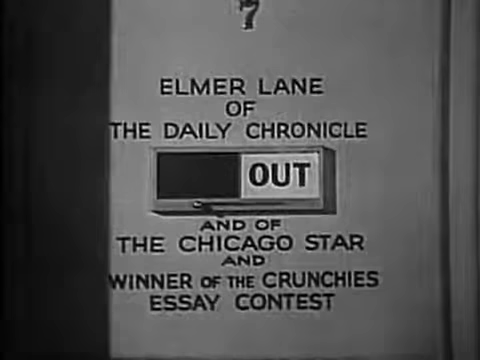 7
ELMER LANE
OF
THE DAILY CHRONICLE
OUT
AND OF
THE CHICAGO STAR
AND
WINNER OF THE CRUNCHIES
ESSAY CONTEST